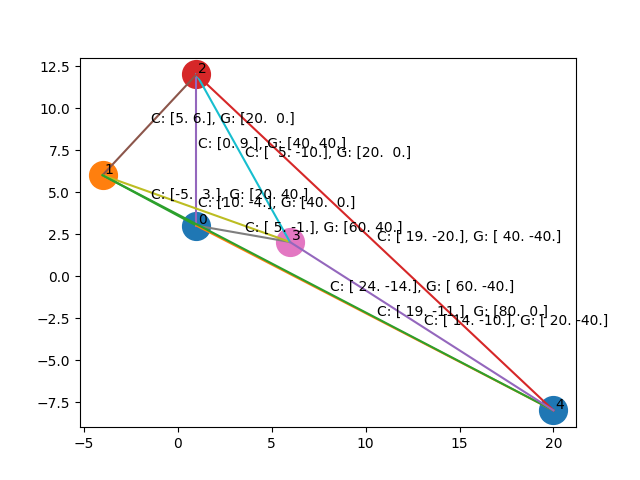 12.5
10.0
7.5
5.0
2.5
0.0
−2.5
−5.0
−7.5
−5
0
5
10
15
20
2
C: [5. 6.], G: [20.  0.]
C: [0. 9.], G: [40. 40.]
C: [  5. -10.], G: [20.  0.]
1
C: [-5.  3.], G: [20. 40.]
C: [10. -4.], G: [40.  0.]
0
C: [ 5. -1.], G: [60. 40.]
3
C: [ 19. -20.], G: [ 40. -40.]
C: [ 24. -14.], G: [ 60. -40.]
C: [ 19. -11.], G: [80.  0.]
C: [ 14. -10.], G: [ 20. -40.]
4